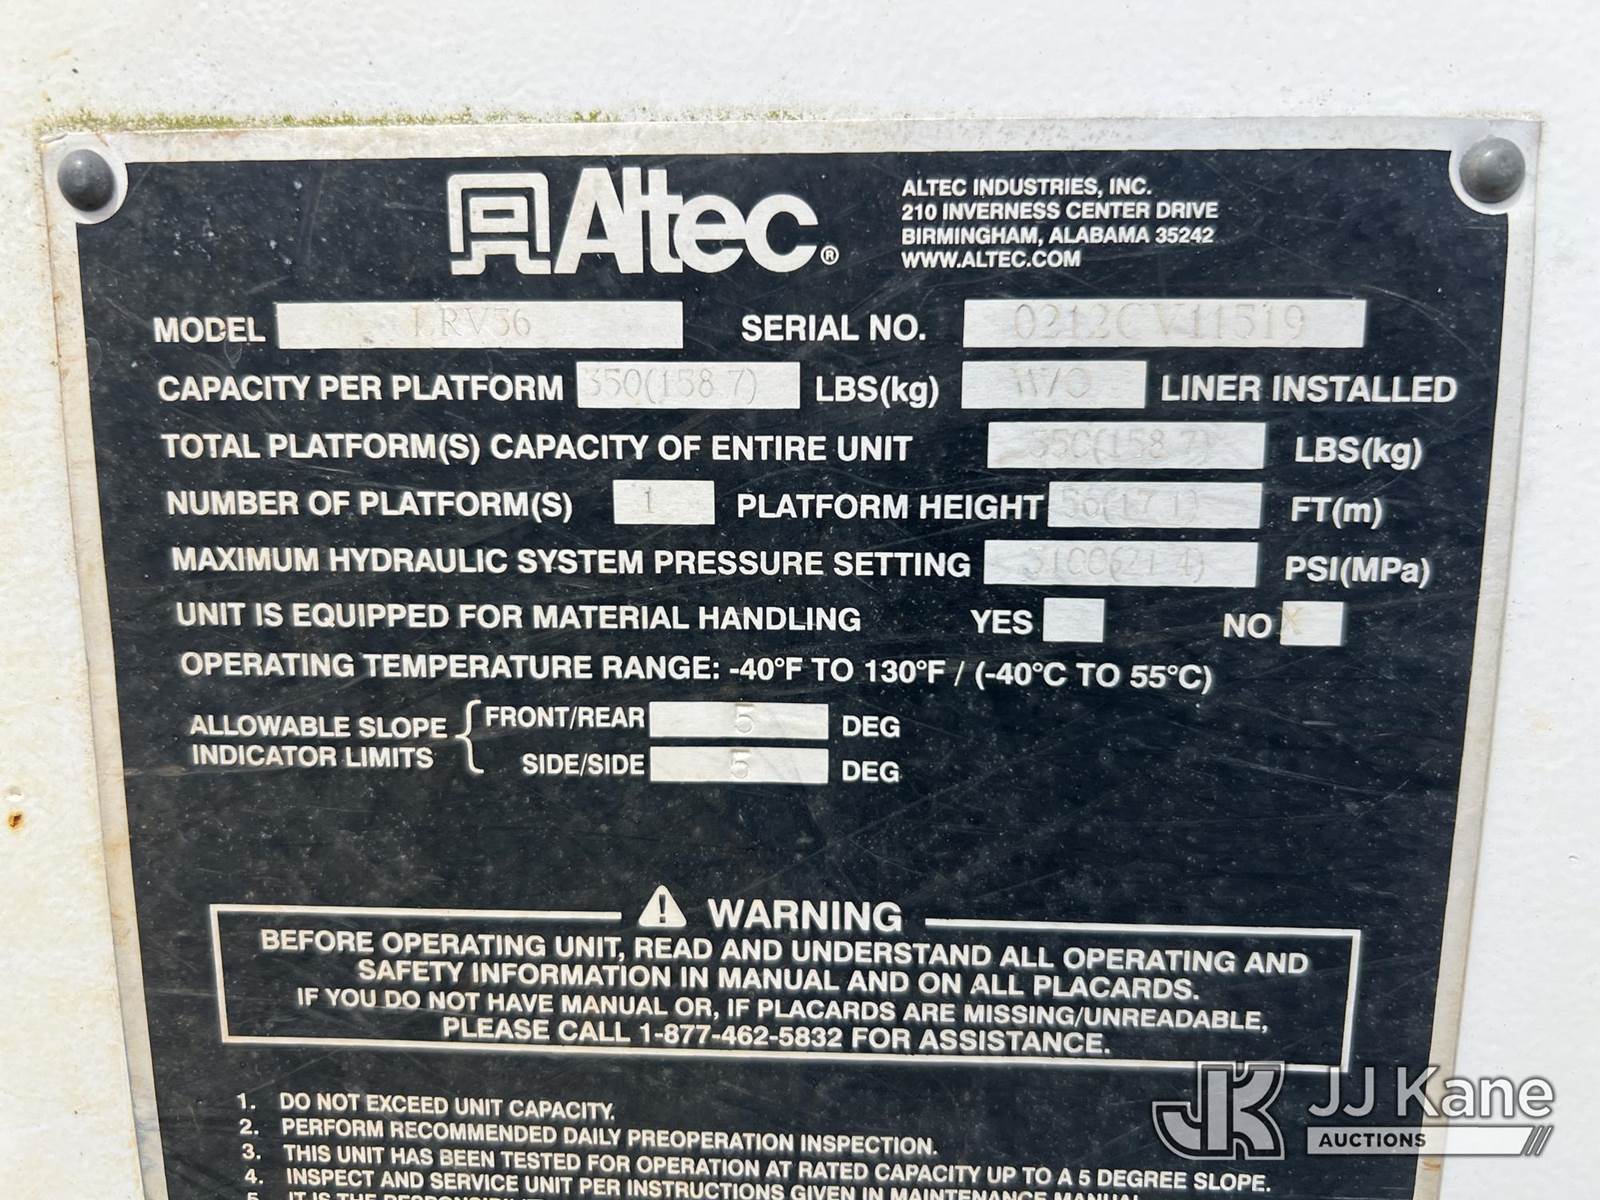 Altec®
ALTEC INDUSTRIES, INC.
210 INVERNESS CENTER DRIVE
BIRMINGHAM, ALABAMA 35242
WWW.ALTEC.COM
MODEL LRV56 SERIAL NO. 0212CV11519
CAPACITY PER PLATFORM 350(158.7) LBS(kg) W/O LINER INSTALLED
TOTAL PLATFORM(S) CAPACITY OF ENTIRE UNIT 350(158.7) LBS(kg)
NUMBER OF PLATFORM(S) 1 PLATFORM HEIGHT 56(17.1) FT(m)
MAXIMUM HYDRAULIC SYSTEM PRESSURE SETTING 3100(21.4) PSI(MPa)
UNIT IS EQUIPPED FOR MATERIAL HANDLING YES NO X
OPERATING TEMPERATURE RANGE: -40°F TO 130°F / (-40°C TO 55°C)
ALLOWABLE SLOPE INDICATOR LIMITS
FRONT/REAR 5 DEG
SIDE/SIDE 5 DEG
WARNING
BEFORE OPERATING UNIT, READ AND UNDERSTAND ALL OPERATING AND
SAFETY INFORMATION IN MANUAL AND ON ALL PLACARDS.
IF YOU DO NOT HAVE MANUAL OR, IF PLACARDS ARE MISSING/UNREADABLE,
PLEASE CALL 1-877-462-5832 FOR ASSISTANCE.
1. DO NOT EXCEED UNIT CAPACITY.
2. PERFORM RECOMMENDED DAILY PREOPERATION INSPECTION.
3. THIS UNIT HAS BEEN TESTED FOR OPERATION AT RATED CAPACITY UP TO A 5 DEGREE SLOPE.
4. INSPECT AND SERVICE UNIT PER INSTRUCTIONS GIVEN IN MAINTENANCE MANUAL
5. IT IS THE
JK JJ Kane
AUCTIONS